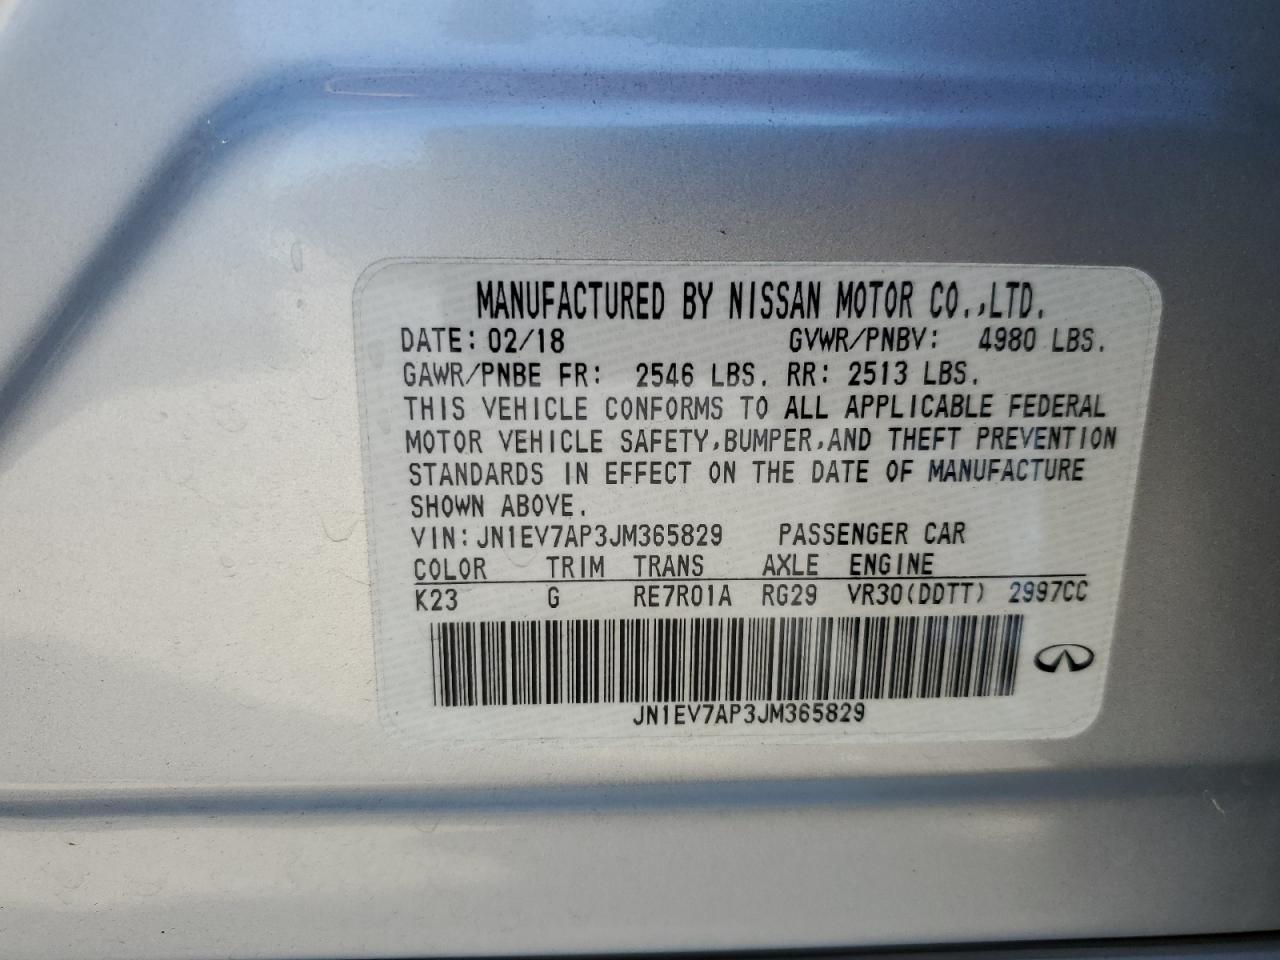 MANUFACTURED BY NISSAN MOTOR CO.,LTD.
DATE: 02/18 GVWR/PNBV: 4980 LBS.
GAWR/PNBE FR: 2546 LBS. RR: 2513 LBS.
THIS VEHICLE CONFORMS TO ALL APPLICABLE FEDERAL
MOTOR VEHICLE SAFETY,BUMPER,AND THEFT PREVENTION
STANDARDS IN EFFECT ON THE DATE OF MANUFACTURE
SHOWN ABOVE.
VIN: JN1EV7AP3JM365829 PASSENGER CAR
COLOR TRIM TRANS AXLE ENGINE
K23 G RE7R01A RG29 VR30(DDTT) 2997CC
JN1EV7AP3JM365829